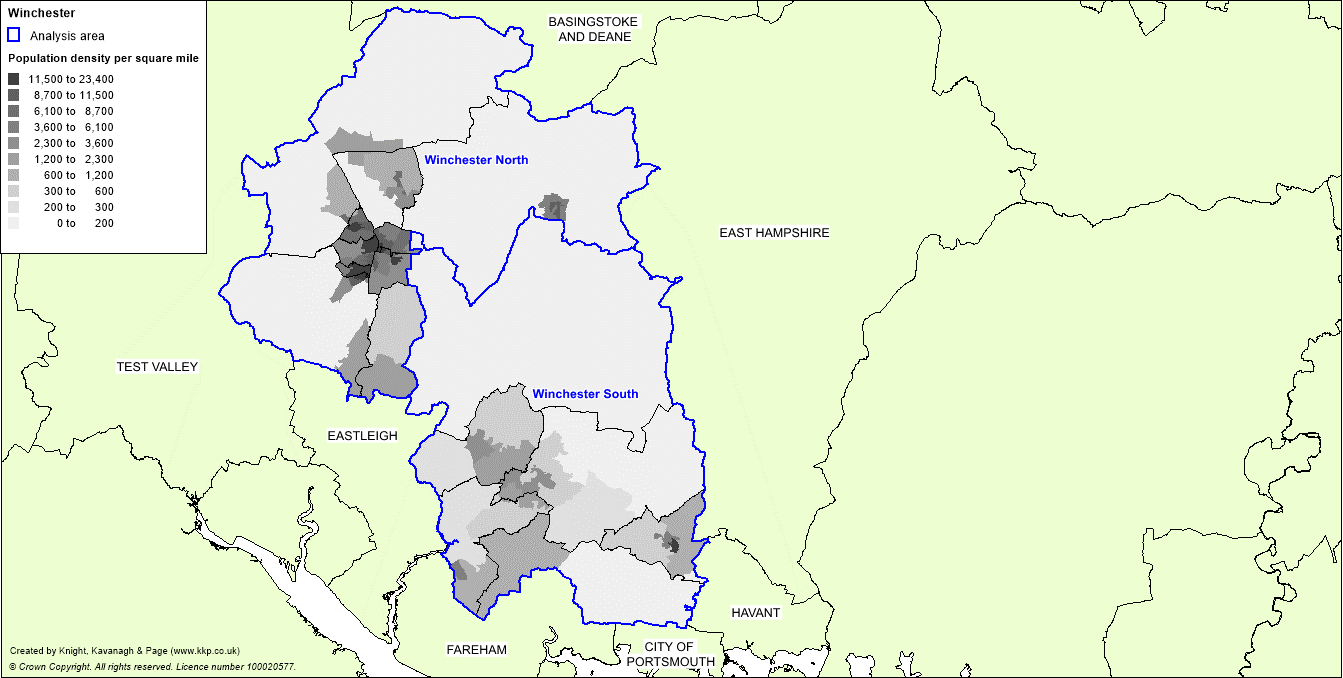 Winchester
Analysis area
Population density per square mile
11,500 to 23,400
8,700 to 11,500
6,100 to 8,700
3,600 to 6,100
2,300 to 3,600
1,200 to 2,300
600 to 1,200
300 to 600
200 to 300
0 to 200
BASINGSTOKE
AND DEANE
Winchester North
EAST HAMPSHIRE
TEST VALLEY
Winchester South
EASTLEIGH
HAVANT
FAREHAM
CITY OF
PORTSMOUTH
Created by Knight, Kavanagh & Page (www.kkp.co.uk)
© Crown Copyright. All rights reserved. Licence number 100020577.